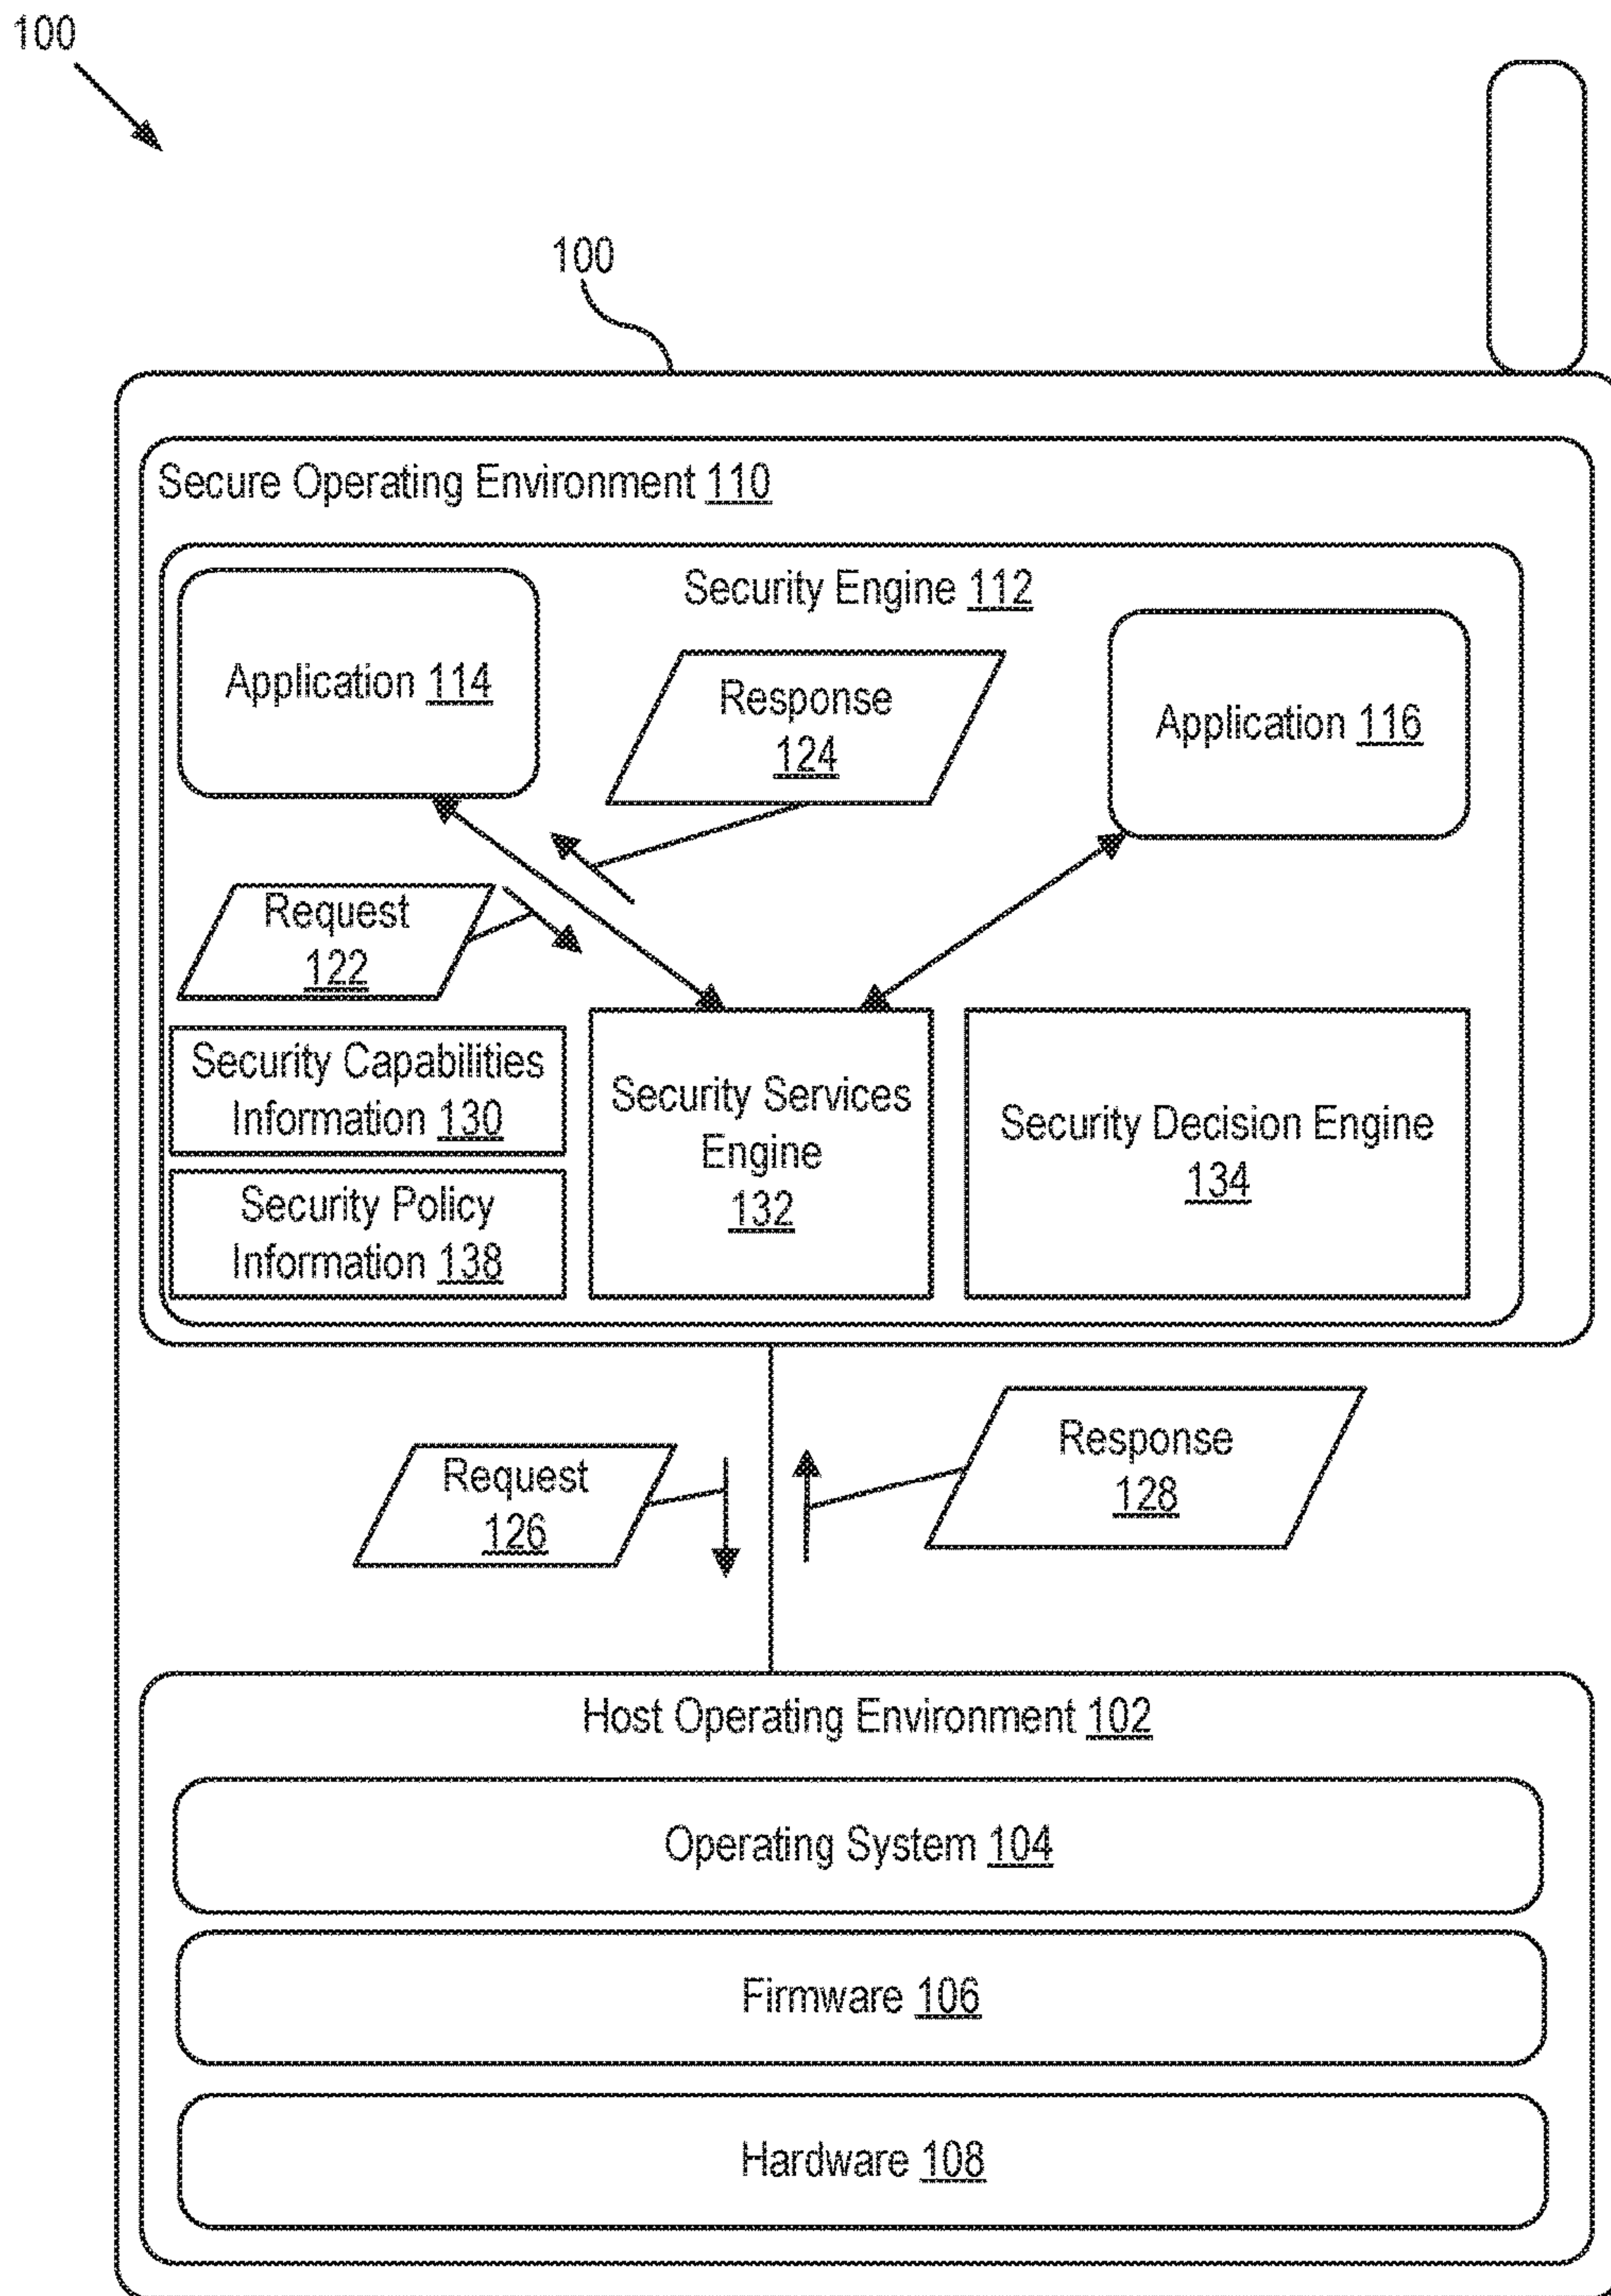 100
100
Secure Operating Environment 110
Security Engine 112
Application 114
Response
124
Application 116
Request
122
Security Capabilities
Information 130
Security Services
Engine
132
Security Decision Engine
134
Security Policy
Information 138
Request
126
Response
128
Host Operating Environment 102
Operating System 104
Firmware 106
Hardware 108